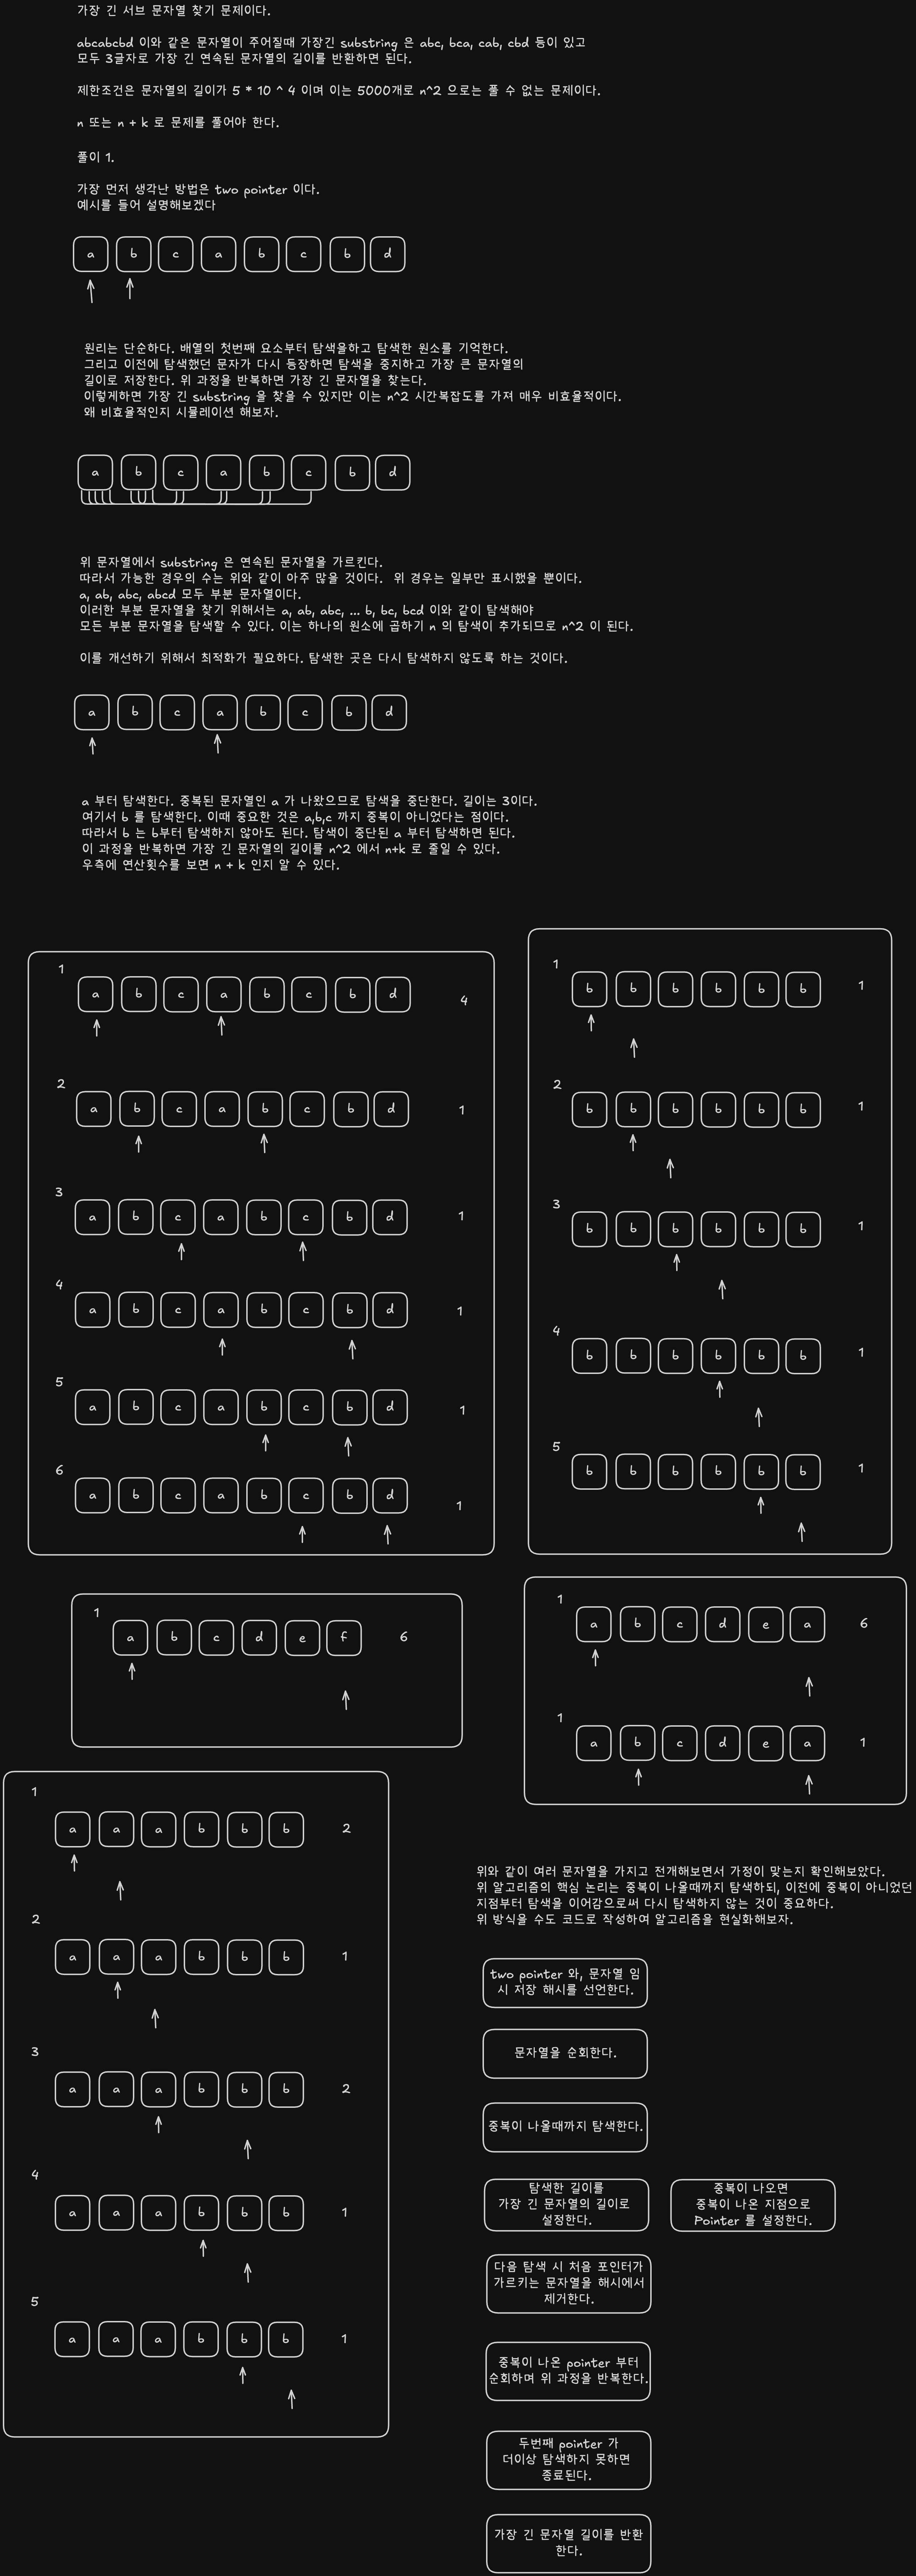 가장 긴 서브 문자열 찾기 문제이다.
abcabcbd 이와 같은 문자열이 주어질때 가장긴 substring 은 abc, bca, cab, cbd 등이 있고
모두 3글자로 가장 긴 연속된 문자열의 길이를 반환하면 된다.
제한조건은 문자열의 길이가 5 * 10 ^ 4 이며 이는 5000개로 n^2 으로는 풀 수 없는 문제이다.
n 또는 n + k 로 문제를 풀어야 한다.
풀이 1.
가장 먼저 생각난 방법은 two pointer 이다.
예시를 들어 설명해보겠다
a b c a b c b d
원리는 단순하다. 배열의 첫번째 요소부터 탐색을하고 탐색한 원소를 기억한다.
그리고 이전에 탐색했던 문자가 다시 등장하면 탐색을 중지하고 가장 큰 문자열의
길이로 저장한다. 위 과정을 반복하면 가장 긴 문자열을 찾는다.
이렇게하면 가장 긴 substring 을 찾을 수 있지만 이는 n^2 시간복잡도를 가져 매우 비효율적이다.
왜 비효율적인지 시뮬레이션 해보자.
a b c a b c b d
위 문자열에서 substring 은 연속된 문자열을 가르킨다.
따라서 가능한 경우의 수는 위와 같이 아주 많을 것이다. 위 경우는 일부만 표시했을 뿐이다.
a, ab, abc, abcd 모두 부분 문자열이다.
이러한 부분 문자열을 찾기 위해서는 a, ab, abc, ... b, bc, bcd 이와 같이 탐색해야
모든 부분 문자열을 탐색할 수 있다. 이는 하나의 원소에 곱하기 n 의 탐색이 추가되므로 n^2 이 된다.
이를 개선하기 위해서 최적화가 필요하다. 탐색한 곳은 다시 탐색하지 않도록 하는 것이다.
a b c a b c b d
a 부터 탐색한다. 중복된 문자열인 a 가 나왔으므로 탐색을 중단한다. 길이는 3이다.
여기서 b 를 탐색한다. 이때 중요한 것은 a,b,c 까지 중복이 아니었다는 점이다.
따라서 b 는 b부터 탐색하지 않아도 된다. 탐색이 중단된 a 부터 탐색하면 된다.
이 과정을 반복하면 가장 긴 문자열의 길이를 n^2 에서 n+k 로 줄일 수 있다.
우측에 연산횟수를 보면 n + k 인지 알 수 있다.
1
a b c a b c b d 4
2
a b c a b c b d 1
3
a b c a b c b d 1
4
a b c a b c b d 1
5
a b c a b c b d 1
6
a b c a b c b d 1
1
b b b b b b 1
2
b b b b b b 1
3
b b b b b b 1
4
b b b b b b 1
5
b b b b b b 1
1
a b c d e f 6
1
a b c d e a 6
1
a b c d e a 1
1
a a a b b b 2
2
a a a b b b 1
3
a a a b b b 2
4
a a a b b b 1
5
a a a b b b 1
위와 같이 여러 문자열을 가지고 전개해보면서 가정이 맞는지 확인해보았다.
위 알고리즘의 핵심 논리는 중복이 나올때까지 탐색하되, 이전에 중복이 아니었던
지점부터 탐색을 이어감으로써 다시 탐색하지 않는 것이 중요하다.
위 방식을 수도 코드로 작성하여 알고리즘을 현실화해보자.
two pointer 와, 문자열 임
시 저장 해시를 선언한다.
문자열을 순회한다.
중복이 나올때까지 탐색한다.
탐색한 길이를
가장 긴 문자열의 길이로
설정한다.
중복이 나오면
중복이 나온 지점으로
Pointer 를 설정한다.
다음 탐색 시 처음 포인터가
가르키는 문자열을 해시에서
제거한다.
중복이 나온 pointer 부터
순회하며 위 과정을 반복한다.
두번째 pointer 가
더이상 탐색하지 못하면
종료된다.
가장 긴 문자열 길이를 반환
한다.